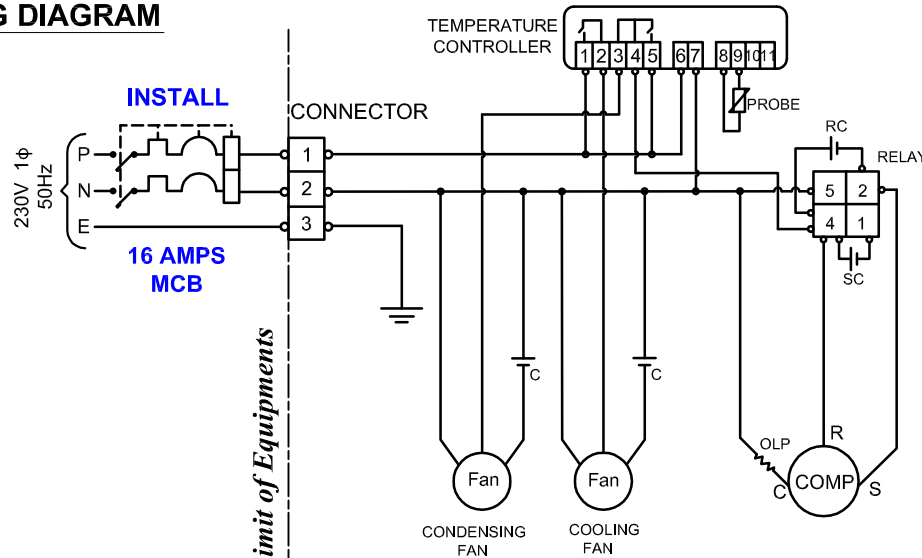 G DIAGRAM
TEMPERATURE
CONTROLLER
1 2 3 4 5 6 7 8 9 10 11
PROBE
INSTALL
CONNECTOR
RC
RELAY
230V 1ϕ
50Hz
P
N
E
1
2
3
5 2
4 1
SC
16 AMPS
MCB
imit of Equipments
C
C
OLP
R
Fan
Fan
C
COMP
S
CONDENSING
FAN
COOLING
FAN